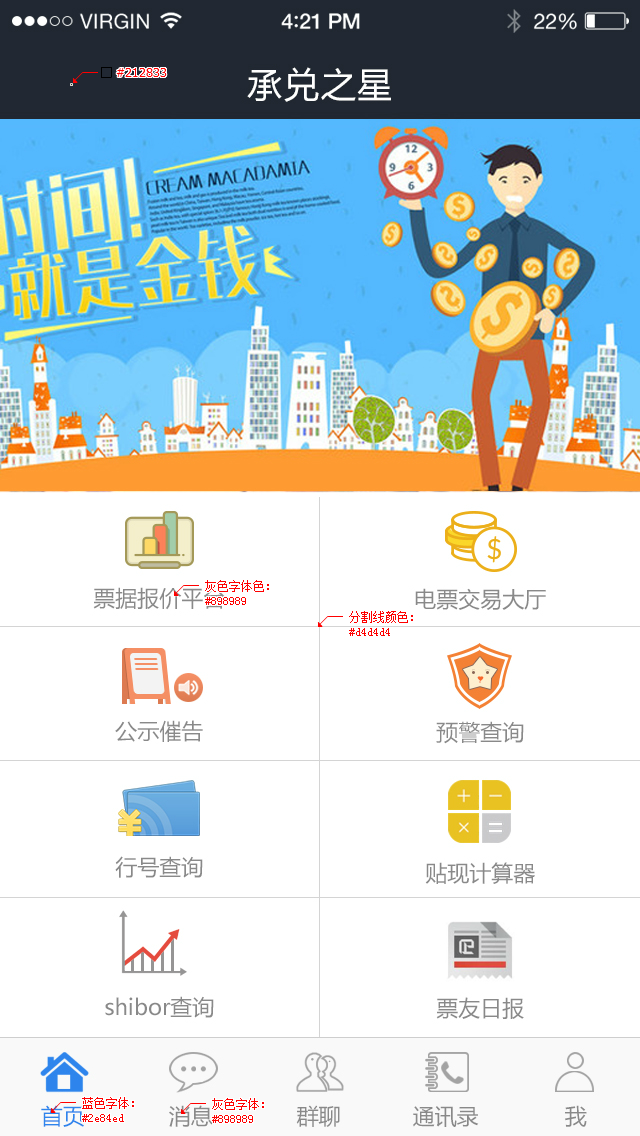 VIRGIN 4:21 PM 22%
#212833
承兑之星
时间!
就是金钱
CREAM MACADAMIA
12
3
6
9
票据报价平台
灰色字体色:
#898989
电票交易大厅
分割线颜色:
#d4d4d4
公示催告
预警查询
行号查询
贴现计算器
shibor查询
票友日报
首页
蓝色字体:
#2e84ed
消息
灰色字体:
#898989
群聊
通讯录
我